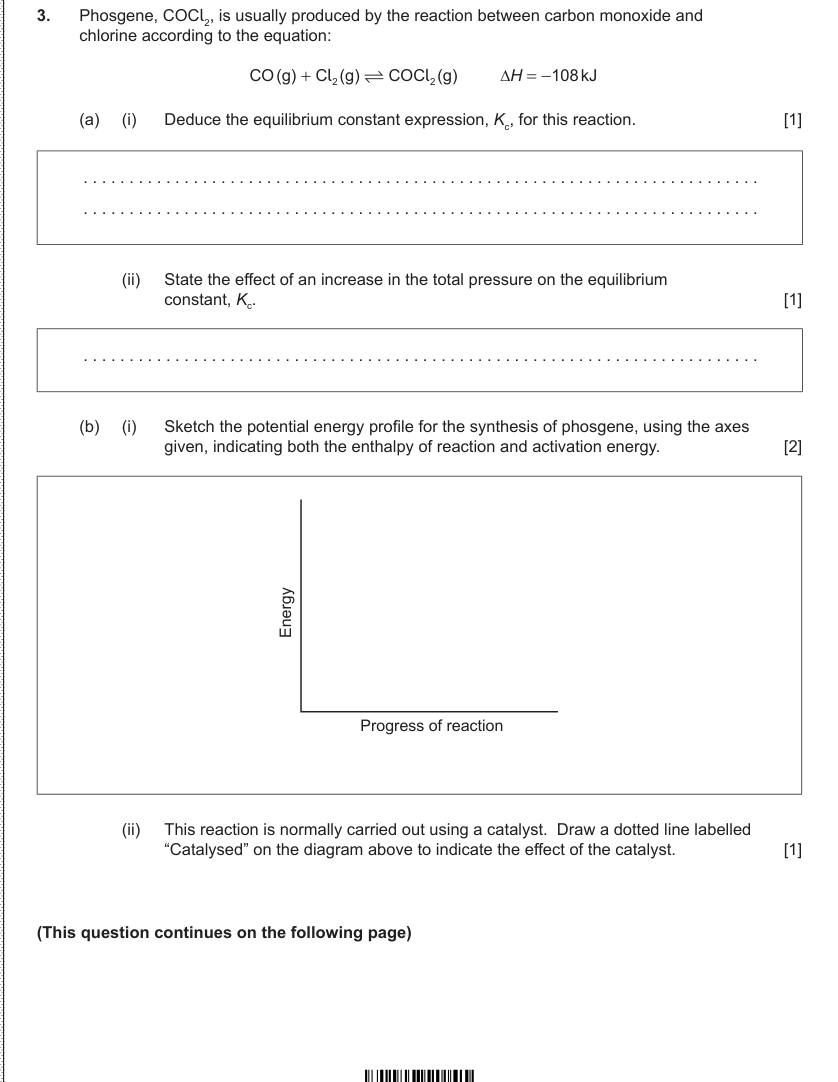 3. Phosgene, COCl₂, is usually produced by the reaction between carbon monoxide and
chlorine according to the equation:
CO (g) + Cl₂ (g) ⇌ COCl₂ (g) ΔH = −108 kJ
(a) (i) Deduce the equilibrium constant expression, Kc, for this reaction. [1]
(ii) State the effect of an increase in the total pressure on the equilibrium
constant, Kc. [1]
(b) (i) Sketch the potential energy profile for the synthesis of phosgene, using the axes
given, indicating both the enthalpy of reaction and activation energy. [2]
Energy
Progress of reaction
(ii) This reaction is normally carried out using a catalyst. Draw a dotted line labelled
“Catalysed” on the diagram above to indicate the effect of the catalyst. [1]
(This question continues on the following page)